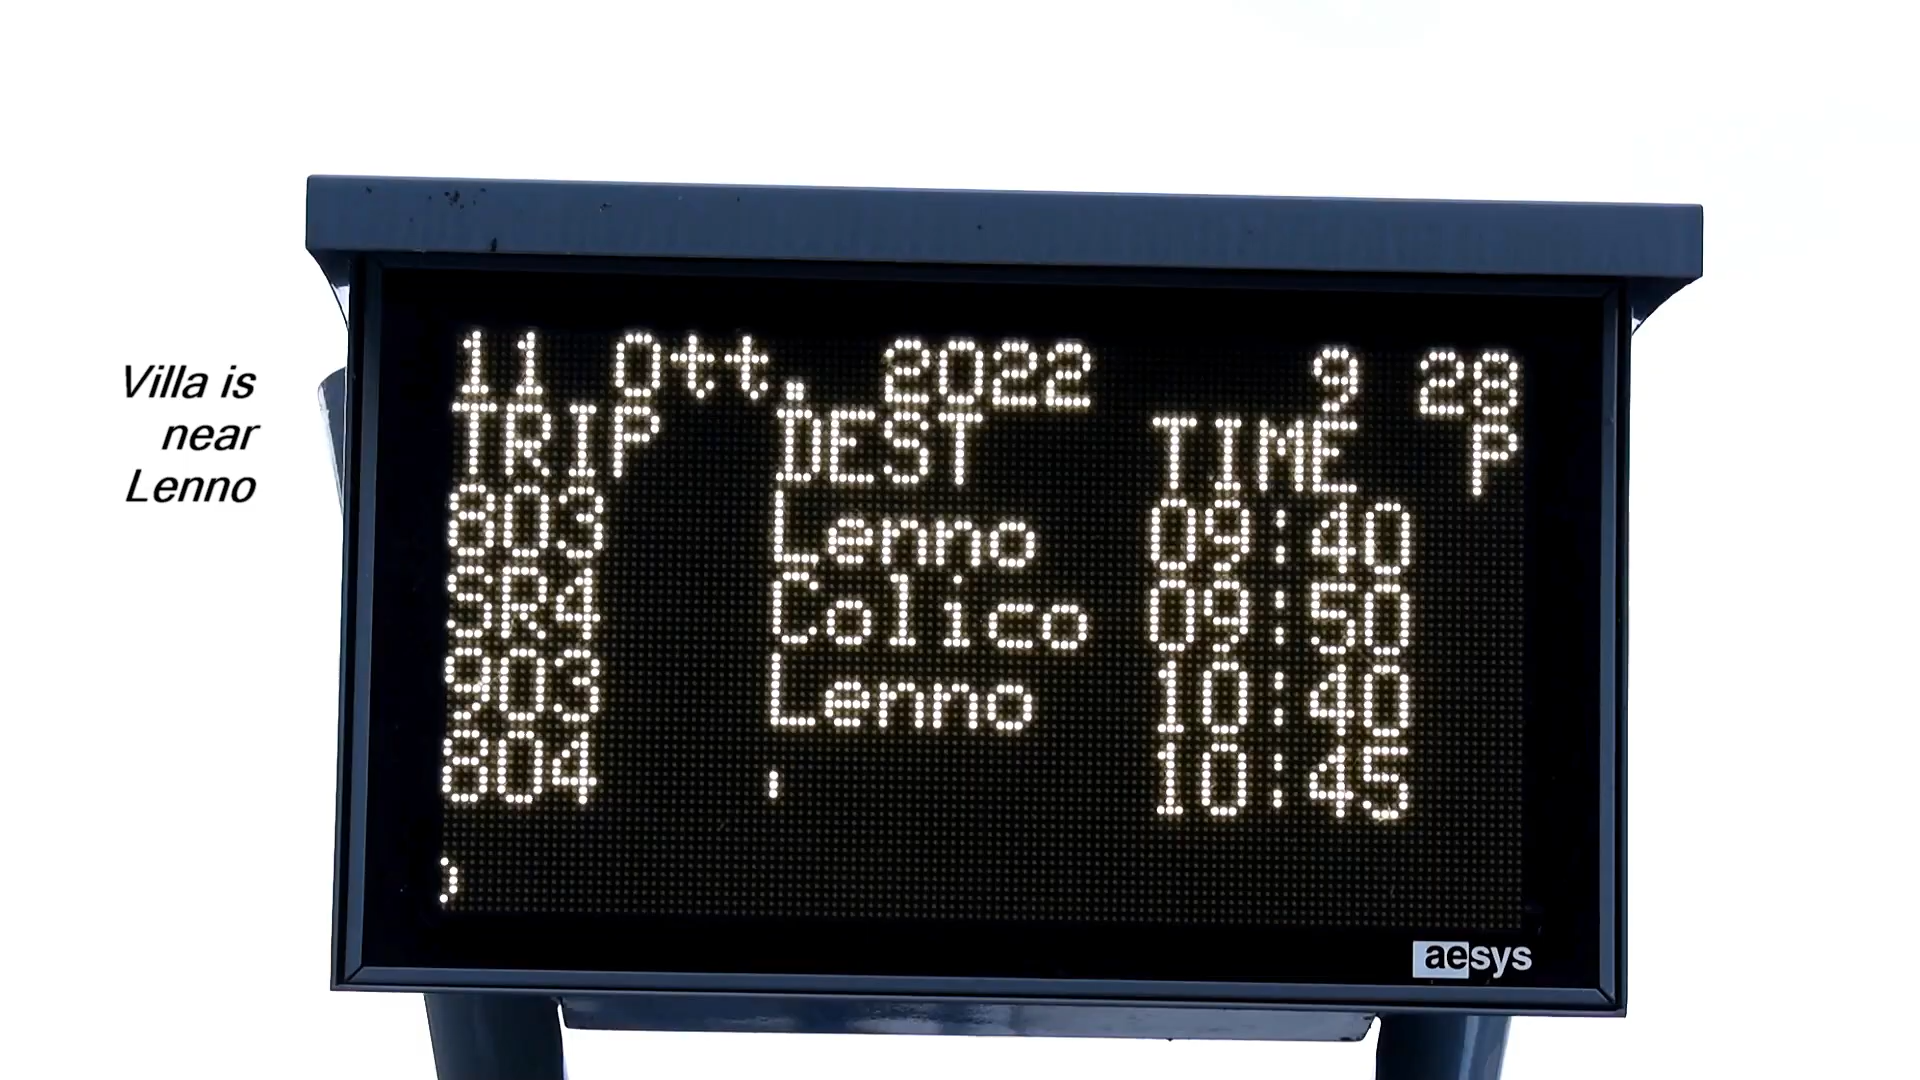 Villa is
near
Lenno
11 Ott, 2022 9 28
TRIP DEST TIME P
803 Lenno 09:40
SR4 Colico 09:50
903 Lenno 10:40
804 10:45
aesys